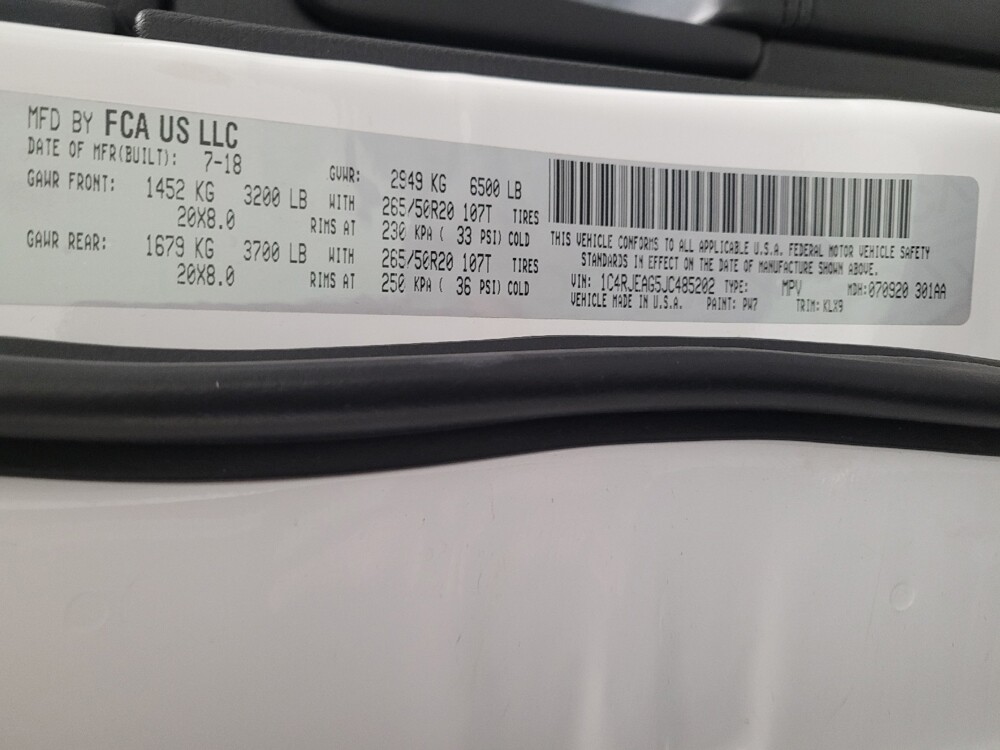 MFD BY FCA US LLC
DATE OF MFR(BUILT): 7-18
GVWR: 2949 KG 6500 LB
GAWR FRONT: 1452 KG 3200 LB WITH 265/50R20 107T TIRES
20X8.0 RIMS AT 230 KPA ( 33 PSI) COLD
GAWR REAR: 1679 KG 3700 LB WITH 265/50R20 107T TIRES
20X8.0 RIMS AT 250 KPA ( 36 PSI) COLD
THIS VEHICLE CONFORMS TO ALL APPLICABLE U.S.A. FEDERAL MOTOR VEHICLE SAFETY
STANDARDS IN EFFECT ON THE DATE OF MANUFACTURE SHOWN ABOVE.
VIN: 1C4RJEAG5JC485202 TYPE: MPV MDH:070920 301AA
VEHICLE MADE IN U.S.A. PAINT: PW7 TRIM: KLX9